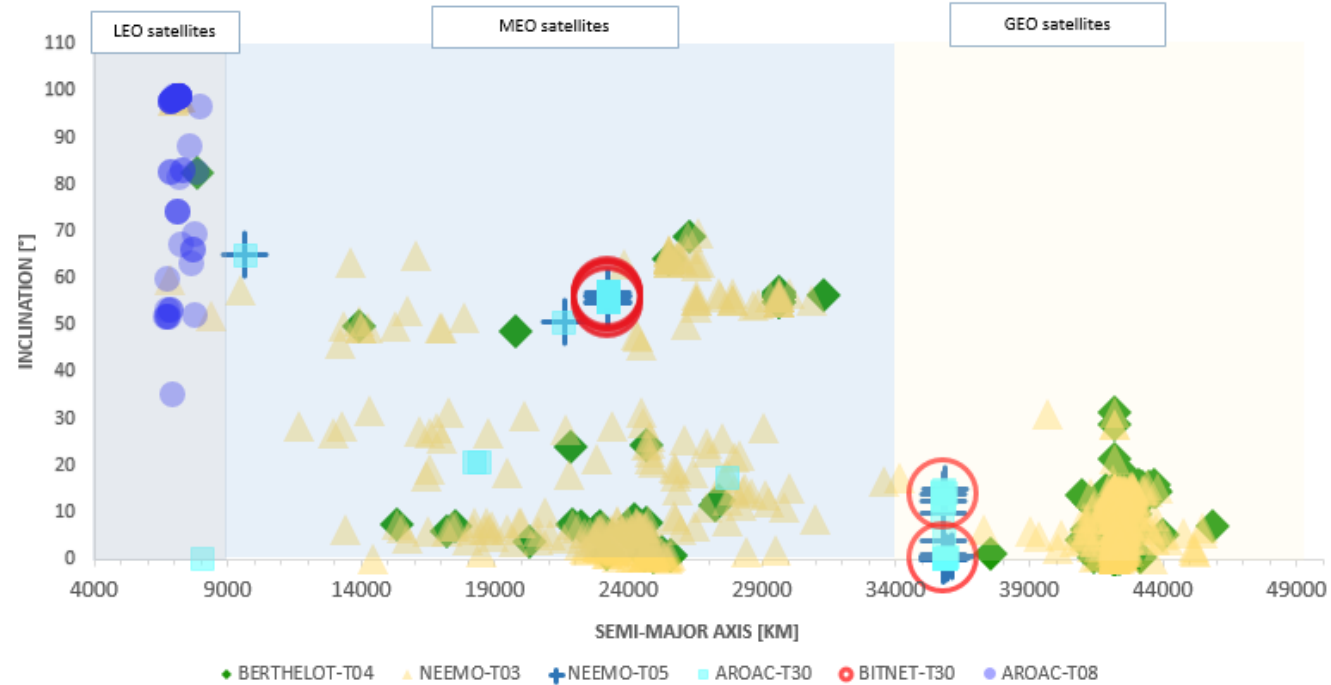 LEO satellites
MEO satellites
GEO satellites
110
100
90
80
70
60
50
40
30
20
10
0
INCLINATION [°]
4000 9000 14000 19000 24000 29000 34000 39000 44000 49000
SEMI-MAJOR AXIS [KM]
BERTHELOT-T04 NEEMO-T03 NEEMO-T05 AROAC-T30 BITNET-T30 AROAC-T08